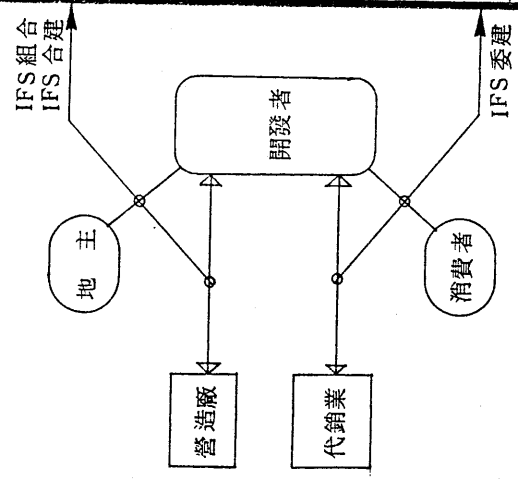 IFS組合
IFS合建
地主
開發者
營造廠
代銷業
消費者
IFS委建